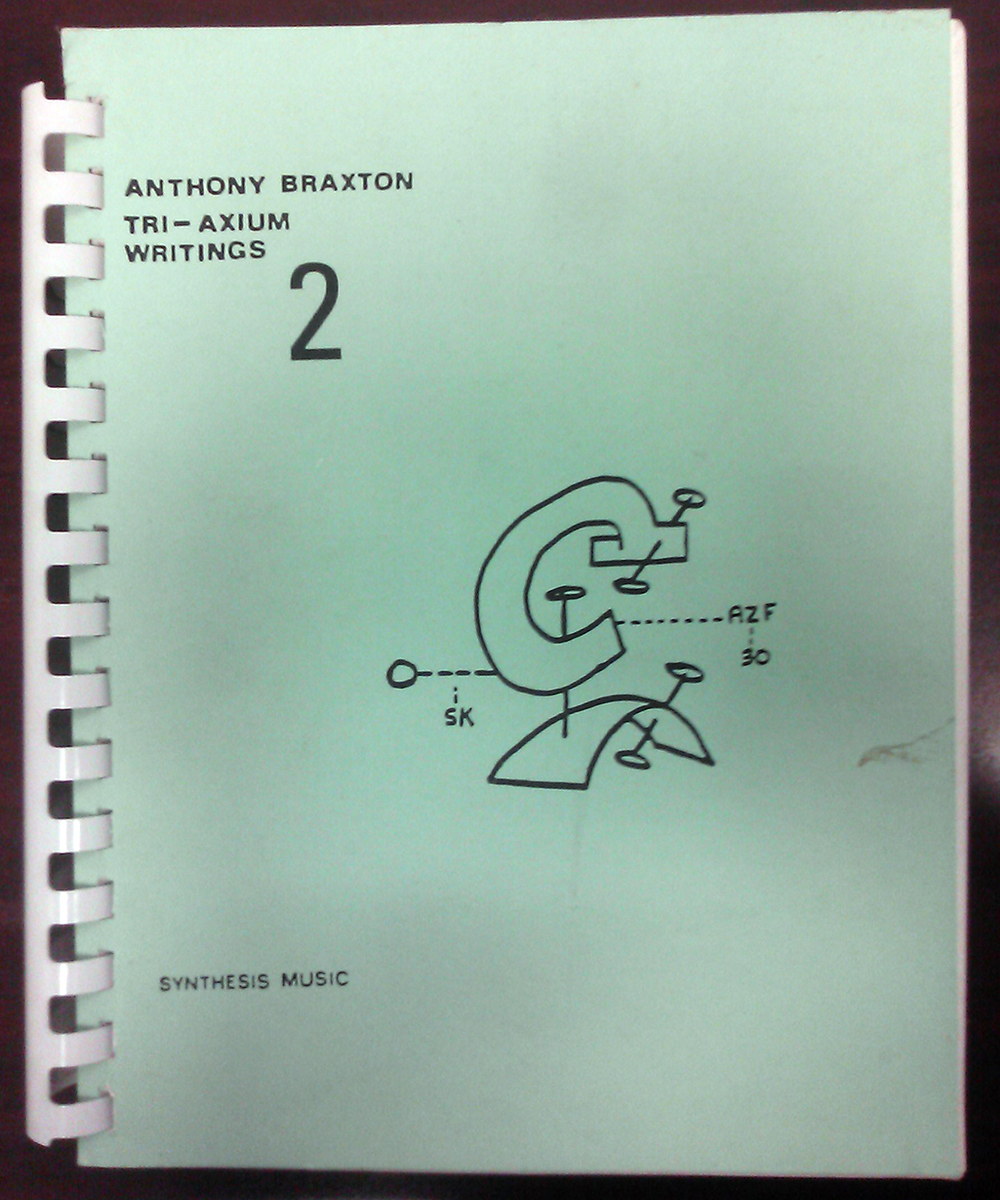 ANTHONY BRAXTON
TRI-AXIUM
WRITINGS
2
AZF
30
SK
SYNTHESIS MUSIC